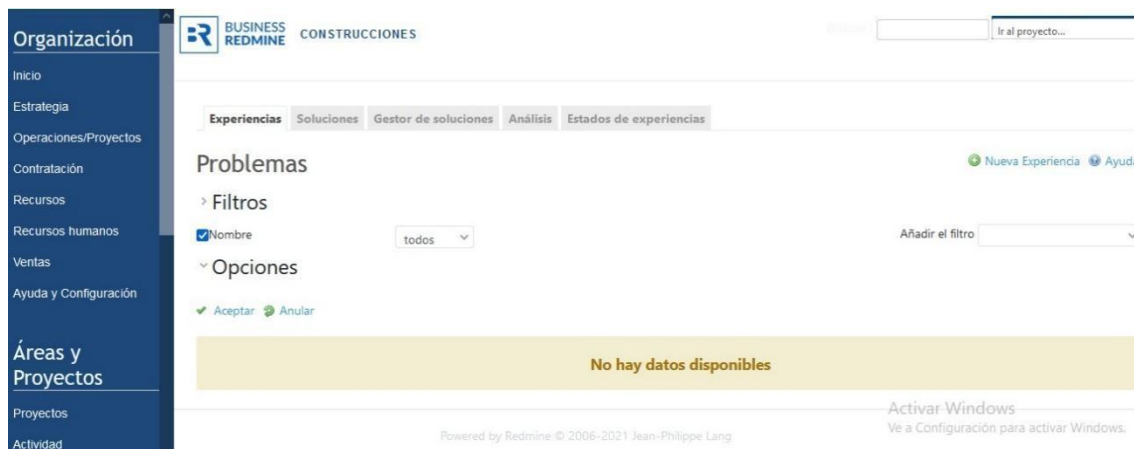 Organización
Inicio
Estrategia
Operaciones/Proyectos
Contratación
Recursos
Recursos humanos
Ventas
Ayuda y Configuración
Áreas y
Proyectos
Proyectos
Actividad
BUSINESS
REDMINE CONSTRUCCIONES
Ir al proyecto...
Experiencias Soluciones Gestor de soluciones Análisis Estados de experiencias
Problemas
Nueva Experiencia Ayuda
Filtros
Nombre todos Añadir el filtro
Opciones
Aceptar Anular
No hay datos disponibles
Activar Windows
Ve a Configuración para activar Windows.
Powered by Redmine © 2006-2021 Jean-Philippe Lang